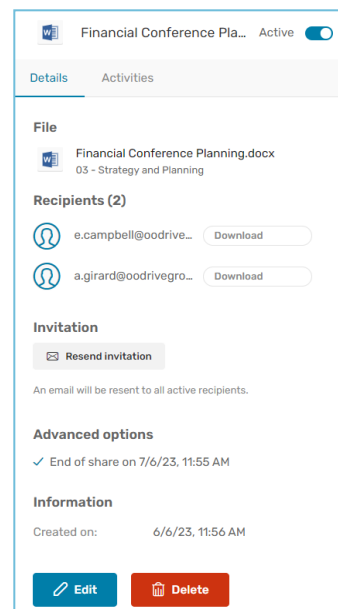 Financial Conference Pla... Active
Details Activities
File
Financial Conference Planning.docx
03 - Strategy and Planning
Recipients (2)
e.campbell@oodrive... Download
a.girard@oodrivegro... Download
Invitation
Resend invitation
An email will be resent to all active recipients.
Advanced options
End of share on 7/6/23, 11:55 AM
Information
Created on: 6/6/23, 11:56 AM
Edit Delete